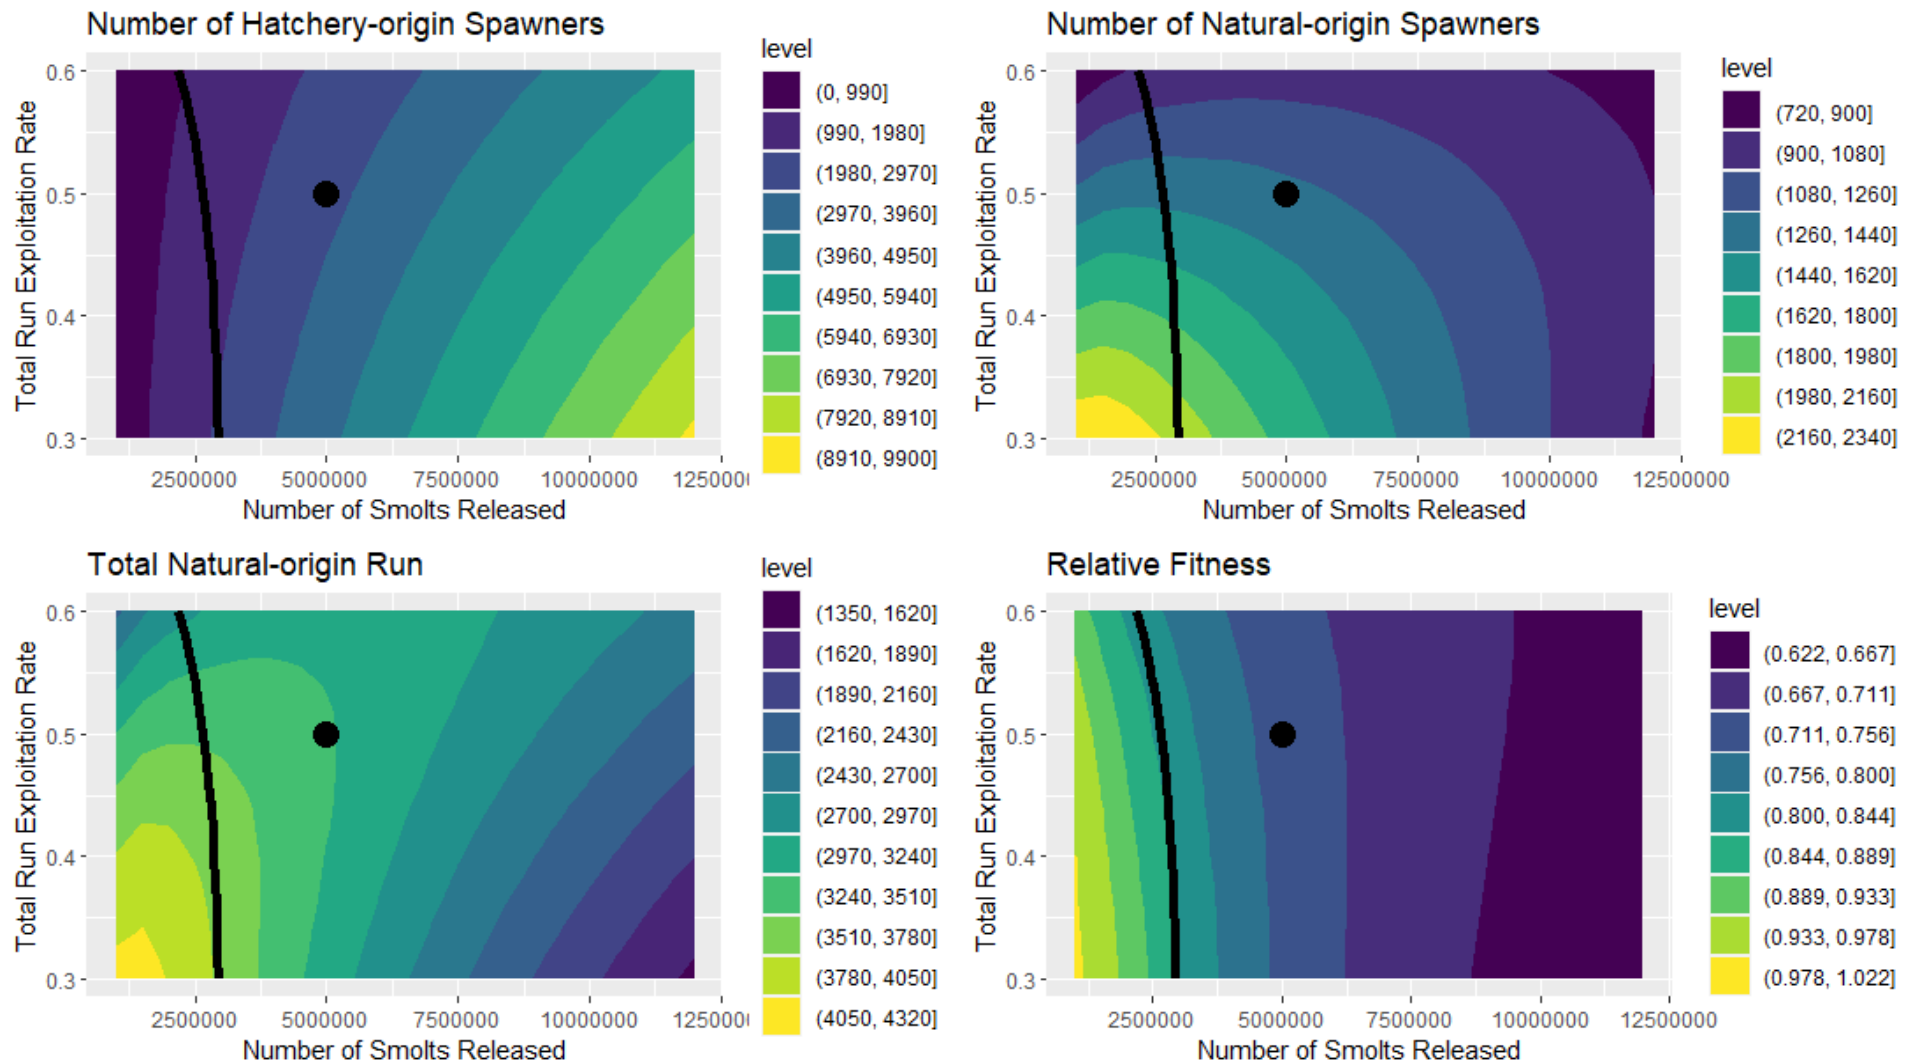 Number of Hatchery-origin Spawners
Total Run Exploitation Rate
0.6
0.5
0.4
0.3
2500000 5000000 7500000 10000000 1250000
Number of Smolts Released
level
(0, 990]
(990, 1980]
(1980, 2970]
(2970, 3960]
(3960, 4950]
(4950, 5940]
(5940, 6930]
(6930, 7920]
(7920, 8910]
(8910, 9900]
Number of Natural-origin Spawners
Total Run Exploitation Rate
0.6
0.5
0.4
0.3
2500000 5000000 7500000 10000000 12500000
Number of Smolts Released
level
(720, 900]
(900, 1080]
(1080, 1260]
(1260, 1440]
(1440, 1620]
(1620, 1800]
(1800, 1980]
(1980, 2160]
(2160, 2340]
Total Natural-origin Run
Total Run Exploitation Rate
0.6
0.5
0.4
0.3
2500000 5000000 7500000 10000000 1250000
Number of Smolts Released
level
(1350, 1620]
(1620, 1890]
(1890, 2160]
(2160, 2430]
(2430, 2700]
(2700, 2970]
(2970, 3240]
(3240, 3510]
(3510, 3780]
(3780, 4050]
(4050, 4320]
Relative Fitness
Total Run Exploitation Rate
0.6
0.5
0.4
0.3
2500000 5000000 7500000 10000000 12500000
Number of Smolts Released
level
(0.622, 0.667]
(0.667, 0.711]
(0.711, 0.756]
(0.756, 0.800]
(0.800, 0.844]
(0.844, 0.889]
(0.889, 0.933]
(0.933, 0.978]
(0.978, 1.022]